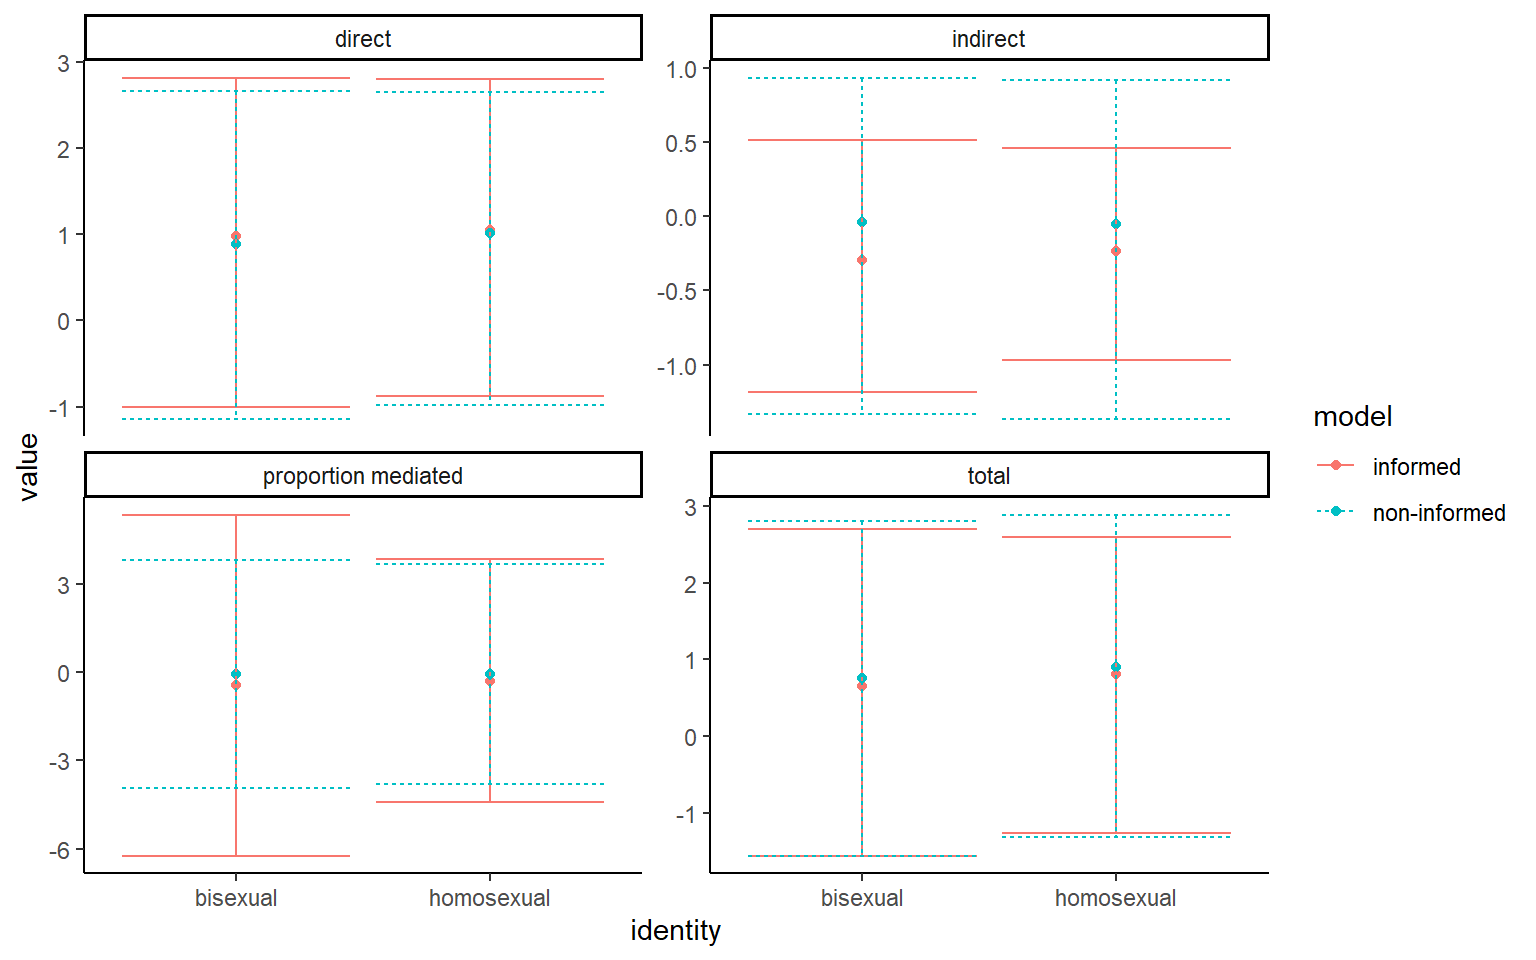 direct
indirect
3
2
1
0
-1
1.0
0.5
0.0
-0.5
-1.0
value
proportion mediated
total
3
0
-3
-6
3
2
1
0
-1
bisexual
homosexual
bisexual
homosexual
identity
model
informed
non-informed